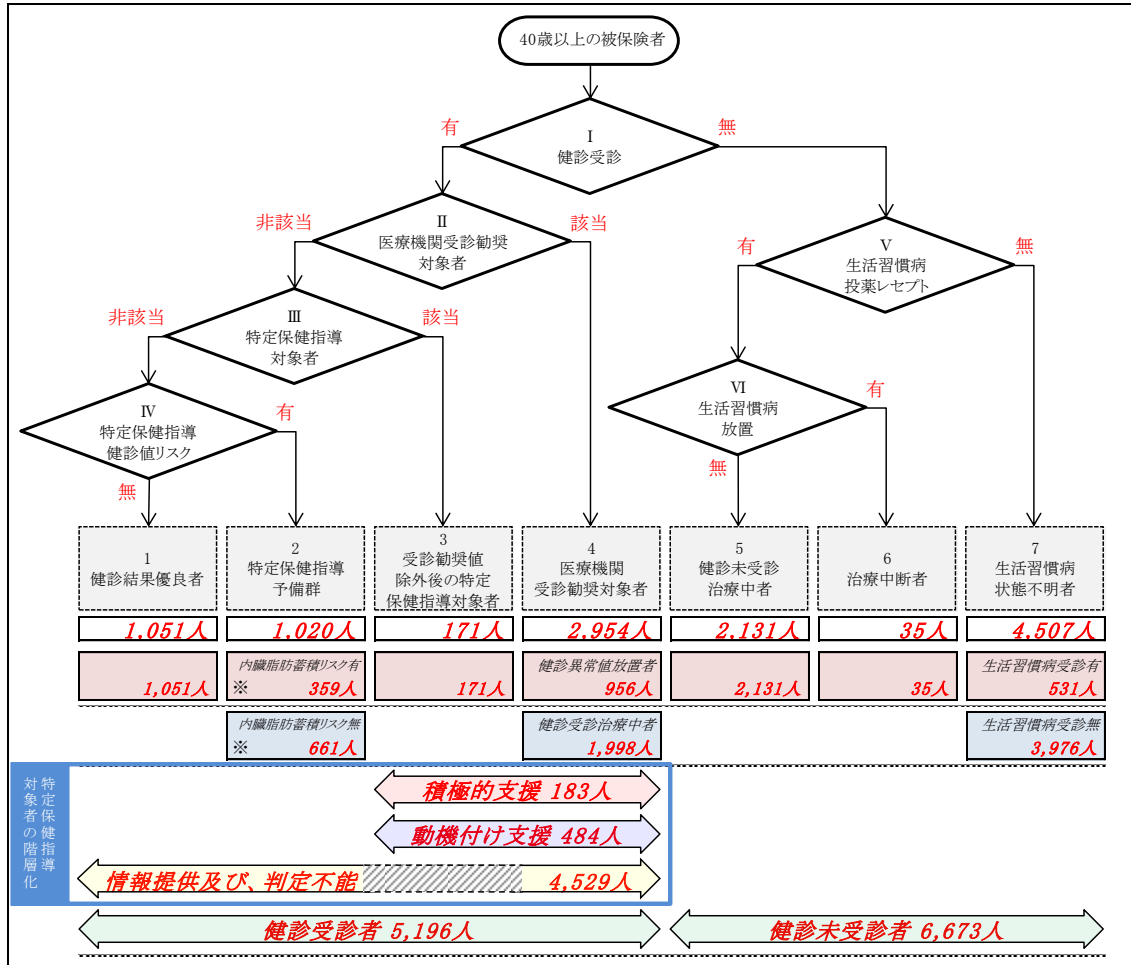 40歳以上の被保険者
Ⅰ
健診受診
有
無
Ⅱ
医療機関受診勧奨
対象者
非該当
該当
Ⅴ
生活習慣病
投薬レセプト
有
無
Ⅲ
特定保健指導
対象者
非該当
該当
Ⅵ
生活習慣病
放置
有
無
Ⅳ
特定保健指導
健診値リスク
有
無
1
健診結果優良者
2
特定保健指導
予備群
3
受診勧奨値
除外後の特定
保健指導対象者
4
医療機関
受診勧奨対象者
5
健診未受診
治療中者
6
治療中断者
7
生活習慣病
状態不明者
1,051人
1,020人
171人
2,954人
2,131人
35人
4,507人
1,051人
内臓脂肪蓄積リスク有
※ 359人
171人
健診異常値放置者
956人
2,131人
35人
生活習慣病受診有
531人
内臓脂肪蓄積リスク無
※ 661人
健診受診治療中者
1,998人
生活習慣病受診無
3,976人
特定保健指導
対象者の階層化
積極的支援 183人
動機付け支援 484人
情報提供及び、判定不能 4,529人
健診受診者 5,196人
健診未受診者 6,673人